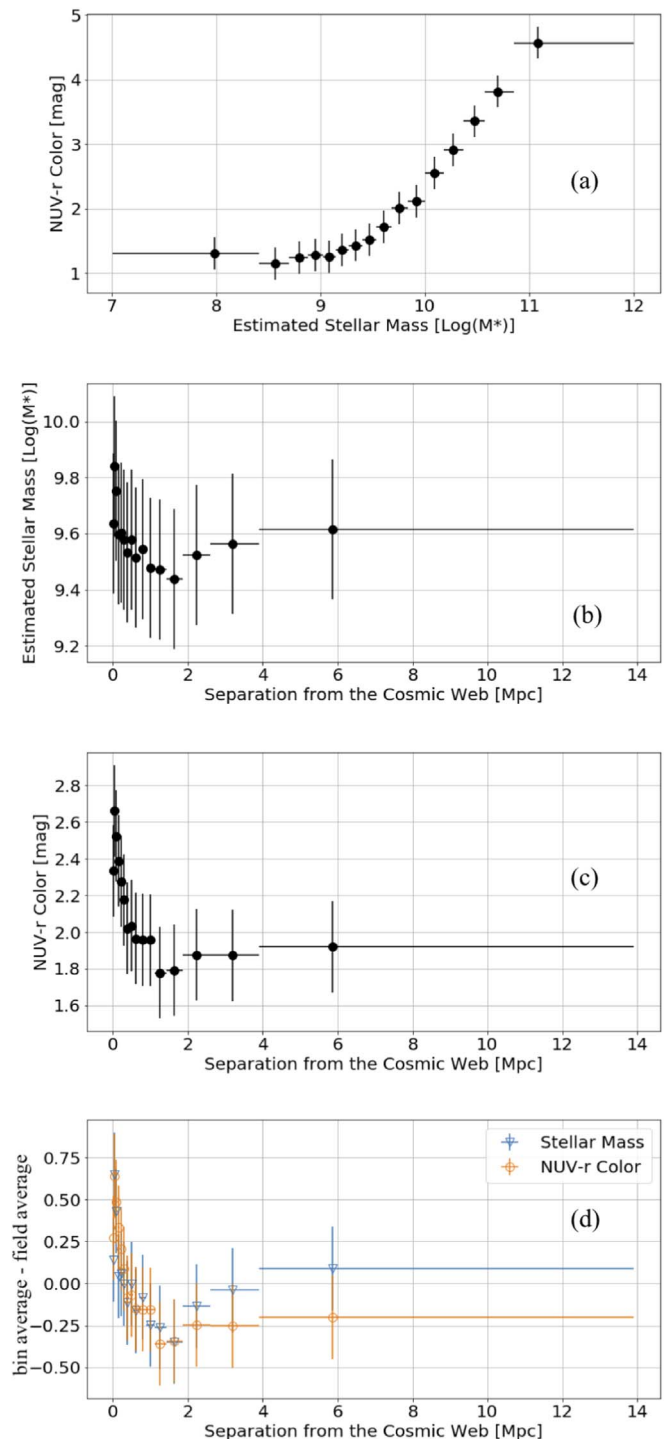 5
4
3
2
1
NUV-r Color [mag]
(a)
7 8 9 10 11 12
Estimated Stellar Mass [Log(M*)]
10.0
9.8
9.6
9.4
9.2
Estimated Stellar Mass [Log(M*)]
(b)
0 2 4 6 8 10 12 14
Separation from the Cosmic Web [Mpc]
2.8
2.6
2.4
2.2
2.0
1.8
1.6
NUV-r Color [mag]
(c)
0 2 4 6 8 10 12 14
Separation from the Cosmic Web [Mpc]
0.75
0.50
0.25
0.00
−0.25
−0.50
bin average - field average
Stellar Mass
NUV-r Color
(d)
0 2 4 6 8 10 12 14
Separation from the Cosmic Web [Mpc]